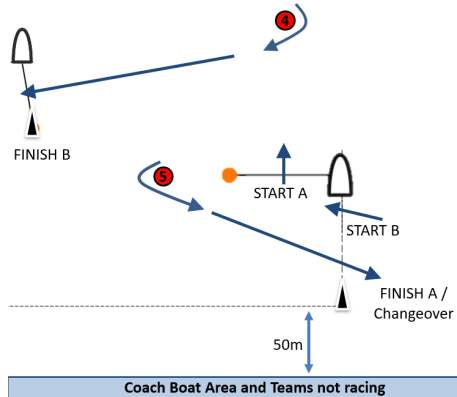 4
FINISH B
5
START A
START B
FINISH A /
Changeover
50m
Coach Boat Area and Teams not racing